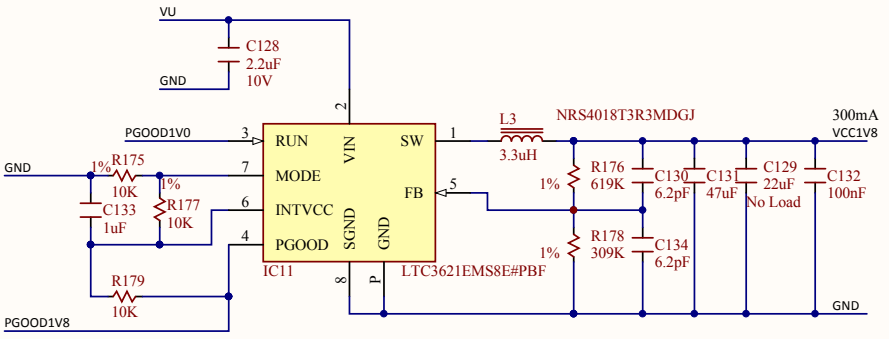 VU
C128
2.2uF
10V
GND
2
NRS4018T3R3MDGJ
L3
3.3uH
300mA
VCC1V8
PGOOD1V0
3
RUN
VIN
SW
1
GND
1%
R175
10K
7
MODE
1%
R177
10K
FB
5
R176
619K
1%
C130
6.2pF
C131
47uF
C129
22uF
No Load
C132
100nF
C133
1uF
6
INTVCC
4
PGOOD
SGND
GND
R178
309K
1%
C134
6.2pF
IC11
LTC3621EMS8E#PBF
8
P
R179
10K
GND
PGOOD1V8